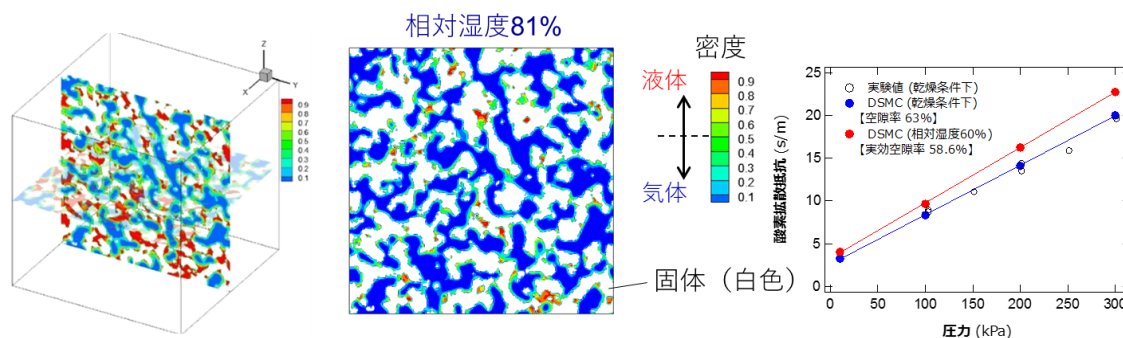 Z
X
Y
0.9
0.8
0.7
0.6
0.5
0.4
0.3
0.2
0.1
相対湿度81%
密度
液体
気体
0.9
0.8
0.7
0.6
0.5
0.4
0.3
0.2
0.1
固体（白色）
25
20
15
10
5
0
酸素拡散抵抗 (s/m)
実験値 (乾燥条件下)
DSMC (乾燥条件下)
【空隙率 63%】
DSMC (相対湿度60%)
【実効空隙率 58.6%】
0
50
100
150
200
250
300
圧力 (kPa)